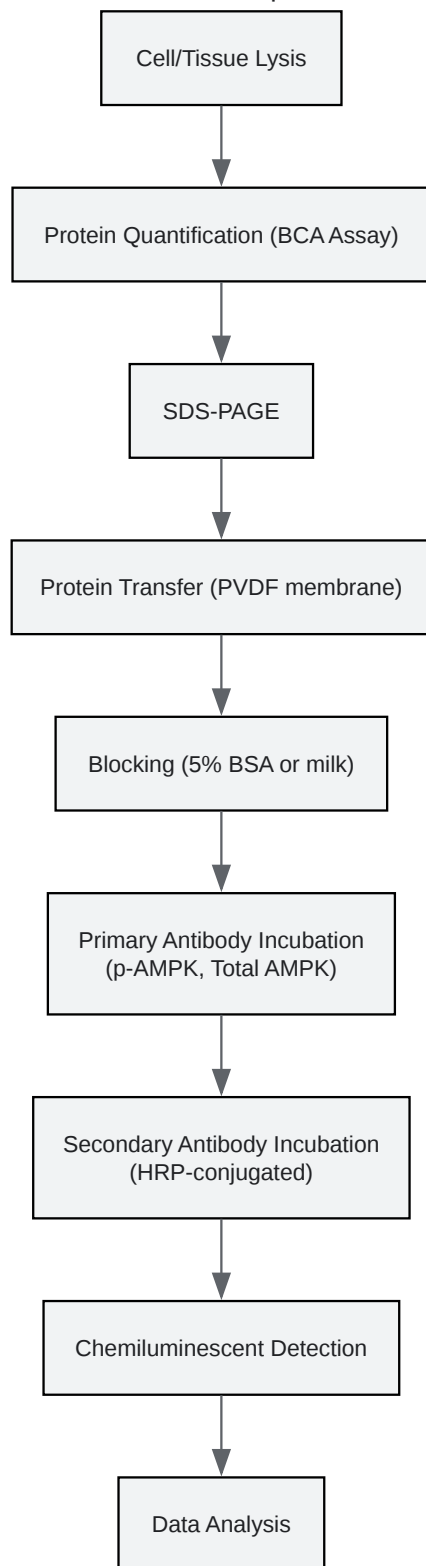 Cell/Tissue Lysis
Protein Quantification (BCA Assay)
SDS-PAGE
Protein Transfer (PVDF membrane)
Blocking (5% BSA or milk)
Primary Antibody Incubation
(p-AMPK, Total AMPK)
Secondary Antibody Incubation
(HRP-conjugated)
Chemiluminescent Detection
Data Analysis